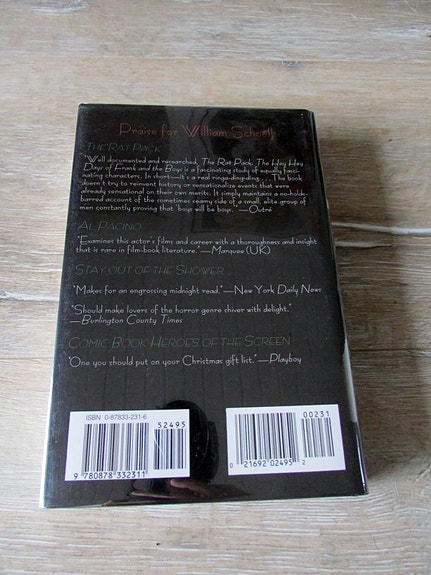 Praise for William Schoell
THE RAT PACK
"Well documented and researched, The Rat Pack: The Hey Hey
Days of Frank and the Boys is a fascinating study of equally fasci-
nating characters. In short—it's a real ringa-ding-ding. . . . The book
doesn't try to reinvent history or sensationalize events that were
already sensational on their own merits. It simply maintains a no-holds-
barred account of the sometimes seamy side of a small, elite group of
men constantly proving that 'boys will be boys.'" —Outré
AL PACINO
"Examines this actor's films and career with a thoroughness and insight
that is rare in film-book literature."—Marquee (UK)
STAY OUT OF THE SHOWER
"Makes for an engrossing midnight read."—New York Daily News
"Should make lovers of the horror genre shiver with delight."
—Burlington County Times
COMIC BOOK HEROES OF THE SCREEN
"One you should put on your Christmas gift list."—Playboy
ISBN 0-87833-231-6
52495
9 780878 332311
00231
0 21692 02495 2